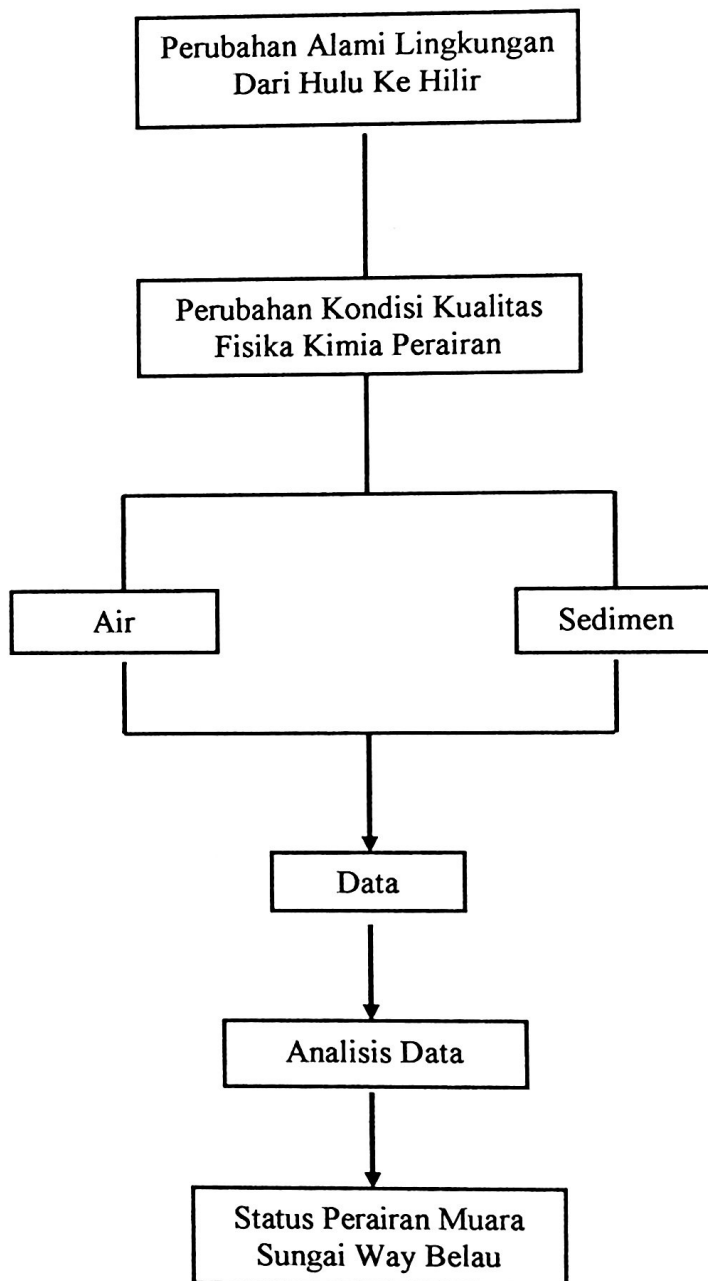 Perubahan Alami Lingkungan
Dari Hulu Ke Hilir
Perubahan Kondisi Kualitas
Fisika Kimia Perairan
Air
Sedimen
Data
Analisis Data
Status Perairan Muara
Sungai Way Belau